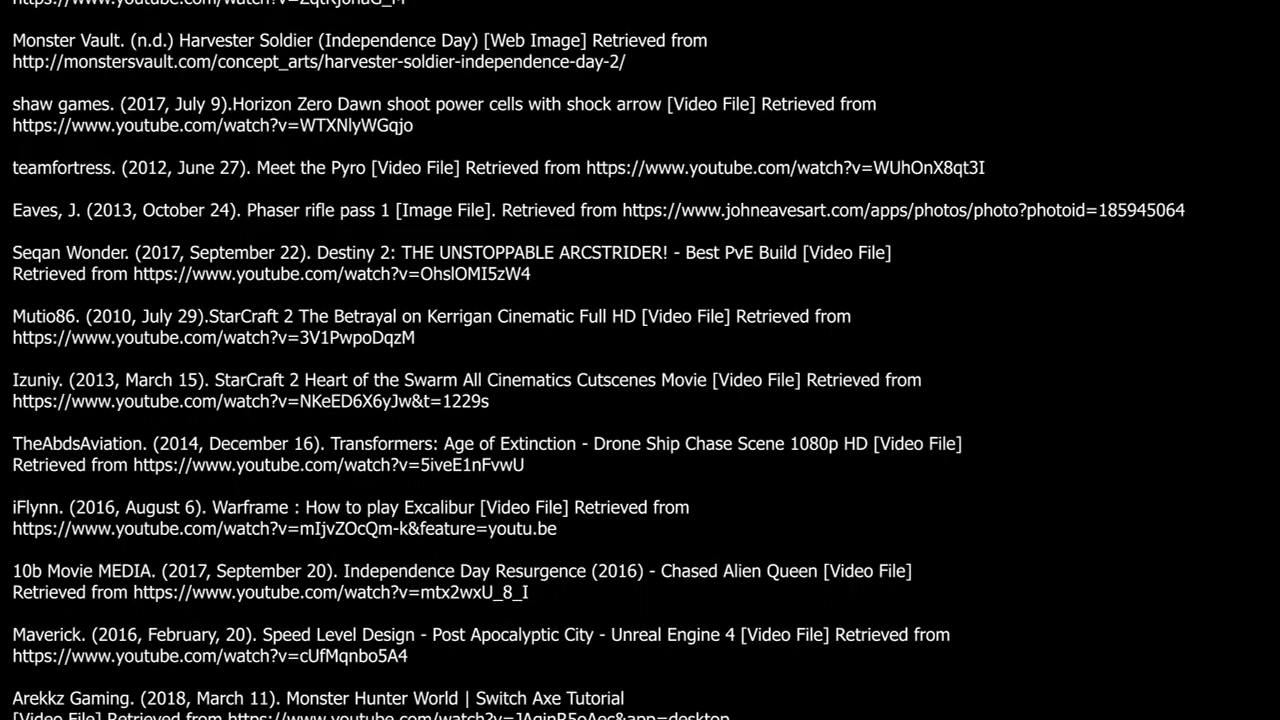 Monster Vault. (n.d.) Harvester Soldier (Independence Day) [Web Image] Retrieved from
http://monstersvault.com/concept_arts/harvester-soldier-independence-day-2/
shaw games. (2017, July 9).Horizon Zero Dawn shoot power cells with shock arrow [Video File] Retrieved from
https://www.youtube.com/watch?v=WTXNlyWGqjo
teamfortress. (2012, June 27). Meet the Pyro [Video File] Retrieved from https://www.youtube.com/watch?v=WUhOnX8qt3I
Eaves, J. (2013, October 24). Phaser rifle pass 1 [Image File]. Retrieved from https://www.johneavesart.com/apps/photos/photo?photoid=185945064
Seqan Wonder. (2017, September 22). Destiny 2: THE UNSTOPPABLE ARCSTRIDER! - Best PvE Build [Video File]
Retrieved from https://www.youtube.com/watch?v=OhslOMI5zW4
Mutio86. (2010, July 29).StarCraft 2 The Betrayal on Kerrigan Cinematic Full HD [Video File] Retrieved from
https://www.youtube.com/watch?v=3V1PwpoDqzM
Izuniy. (2013, March 15). StarCraft 2 Heart of the Swarm All Cinematics Cutscenes Movie [Video File] Retrieved from
https://www.youtube.com/watch?v=NKeED6X6yJw&t=1229s
TheAbdsAviation. (2014, December 16). Transformers: Age of Extinction - Drone Ship Chase Scene 1080p HD [Video File]
Retrieved from https://www.youtube.com/watch?v=5iveE1nFvwU
iFlynn. (2016, August 6). Warframe : How to play Excalibur [Video File] Retrieved from
https://www.youtube.com/watch?v=mIjvZOcQm-k&feature=youtu.be
10b Movie MEDIA. (2017, September 20). Independence Day Resurgence (2016) - Chased Alien Queen [Video File]
Retrieved from https://www.youtube.com/watch?v=mtx2wxU_8_I
Maverick. (2016, February, 20). Speed Level Design - Post Apocalyptic City - Unreal Engine 4 [Video File] Retrieved from
https://www.youtube.com/watch?v=cUfMqnbo5A4
Arekkz Gaming. (2018, March 11). Monster Hunter World | Switch Axe Tutorial
[Video File] Retrieved from